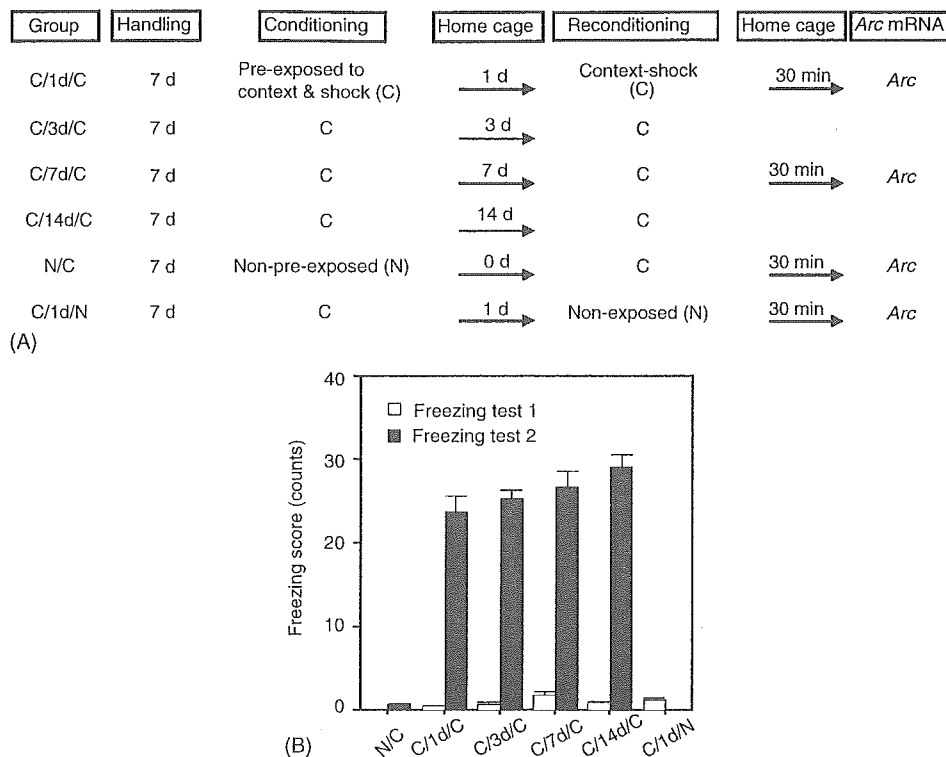 Group Handling Conditioning Home cage Reconditioning Home cage Arc mRNA
C/1d/C 7 d Pre-exposed to context & shock (C) 1 d Context-shock (C) 30 min Arc
C/3d/C 7 d C 3 d C
C/7d/C 7 d C 7 d C 30 min Arc
C/14d/C 7 d C 14 d C
N/C 7 d Non-pre-exposed (N) 0 d C 30 min Arc
C/1d/N 7 d C 1 d Non-exposed (N) 30 min Arc
(A)
40
Freezing test 1
Freezing test 2
30
20
10
0
Freezing score (counts)
N/C C/1d/C C/3d/C C/7d/C C/14d/C C/1d/N
(B)